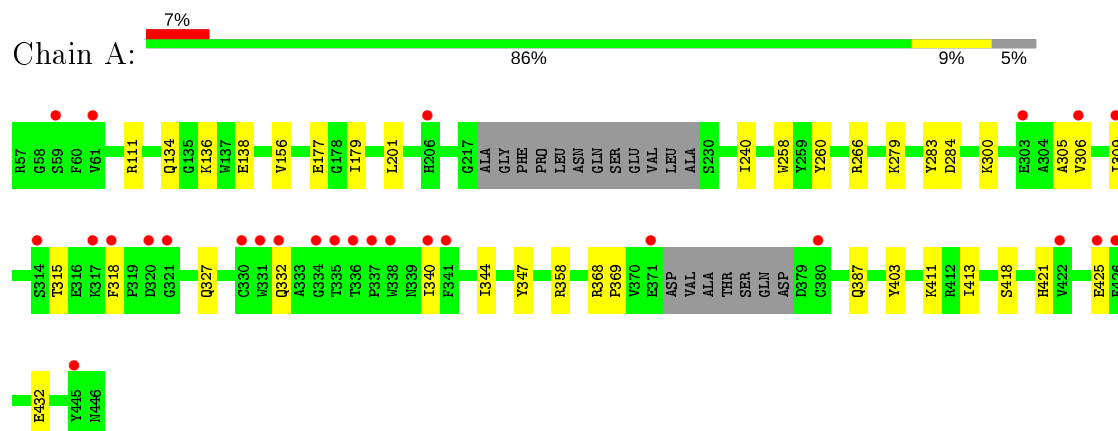 7%
Chain A:
86% 9% 5%
R57 G58 S59 F60 V61 R111 Q134 G135 K136 W137 E138 V156 E177 G178 I179 L201 H206 G217 ALA GLY PHE PRO LEU ASN GLN SER GLU VAL LEU ALA S230 I240 W258 Y259 Y260 R266 K279 Y283 D284 K300 E303 A304 A305 V306
S314 T315 E316 K317 F318 P319 D320 G321 Q327 C330 W331 Q332 A333 G334 T335 T336 P337 W338 N339 I340 F341 I344 Y347 R358 R368 P369 V370 E371 ASP VAL ALA THR SER GLN ASP D379 C380 Q387 Y403 K411 R412 I413 S418 H421 V422 E425
E432 Y445 N446